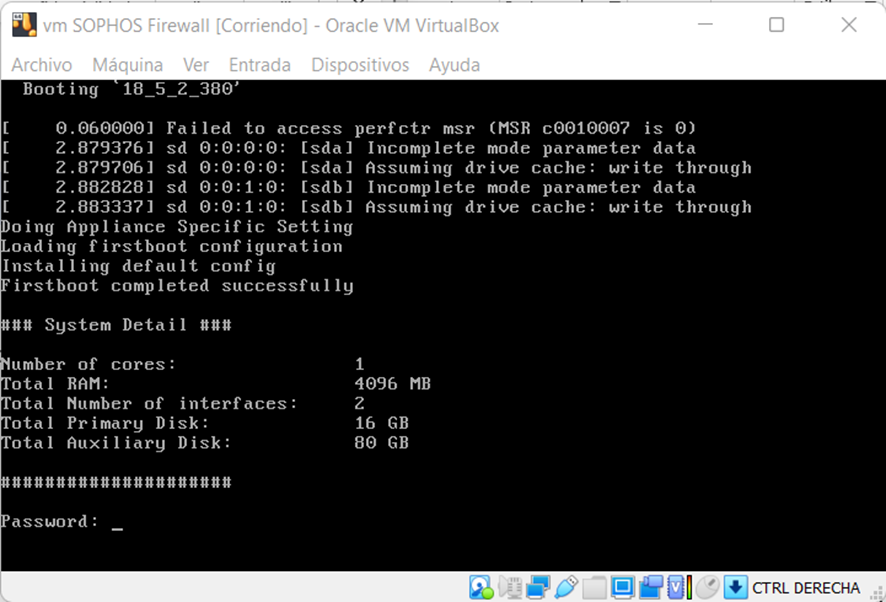 vm SOPHOS Firewall [Corriendo] - Oracle VM VirtualBox
Archivo Máquina Ver Entrada Dispositivos Ayuda
Booting `18_5_2_380'
[    0.060000] Failed to access perfctr msr (MSR c0010007 is 0)
[    2.879376] sd 0:0:0:0: [sda] Incomplete mode parameter data
[    2.879706] sd 0:0:0:0: [sda] Assuming drive cache: write through
[    2.882828] sd 0:0:1:0: [sdb] Incomplete mode parameter data
[    2.883337] sd 0:0:1:0: [sdb] Assuming drive cache: write through
Doing Appliance Specific Setting
Loading firstboot configuration
Installing default config
Firstboot completed successfully
### System Detail ###
Number of cores: 1
Total RAM: 4096 MB
Total Number of interfaces: 2
Total Primary Disk: 16 GB
Total Auxiliary Disk: 80 GB
#####################
Password: _
CTRL DERECHA